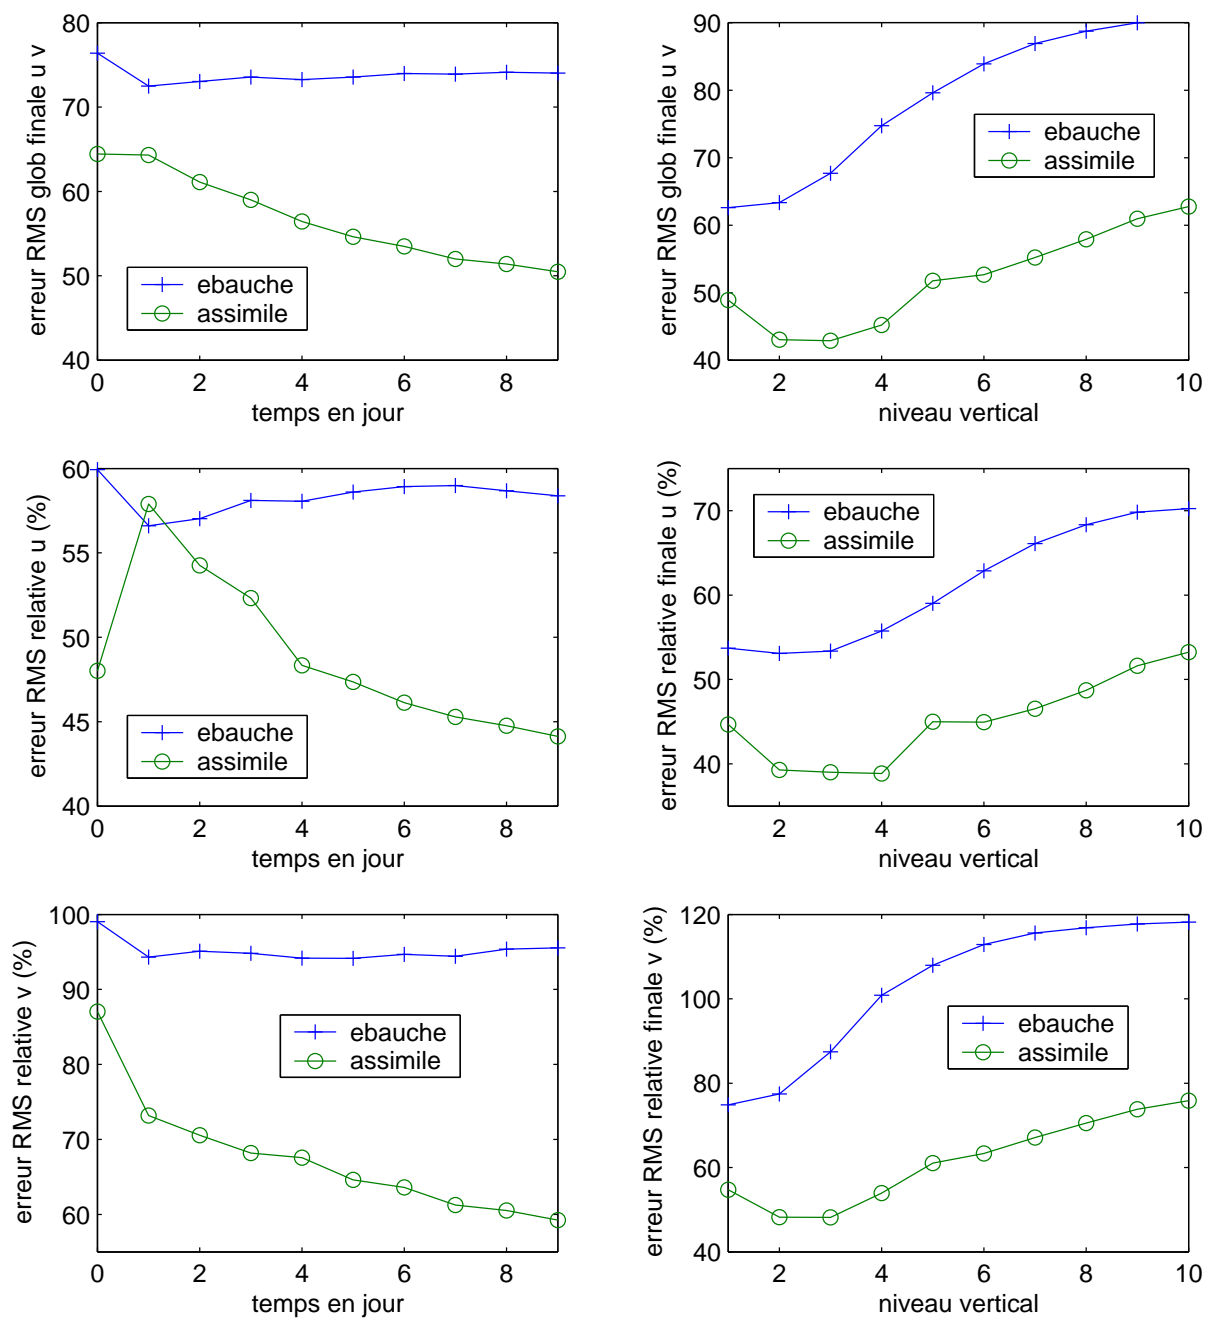 80
70
60
50
40
erreur RMS glob finale u v
ebauche
assimile
0 2 4 6 8
temps en jour
90
80
70
60
50
40
erreur RMS glob finale u v
ebauche
assimile
2 4 6 8 10
niveau vertical
60
55
50
45
40
erreur RMS relative u (%)
ebauche
assimile
0 2 4 6 8
temps en jour
70
60
50
40
erreur RMS relative finale u (%)
ebauche
assimile
2 4 6 8 10
niveau vertical
100
90
80
70
60
erreur RMS relative v (%)
ebauche
assimile
0 2 4 6 8
temps en jour
120
100
80
60
40
erreur RMS relative finale v (%)
ebauche
assimile
2 4 6 8 10
niveau vertical